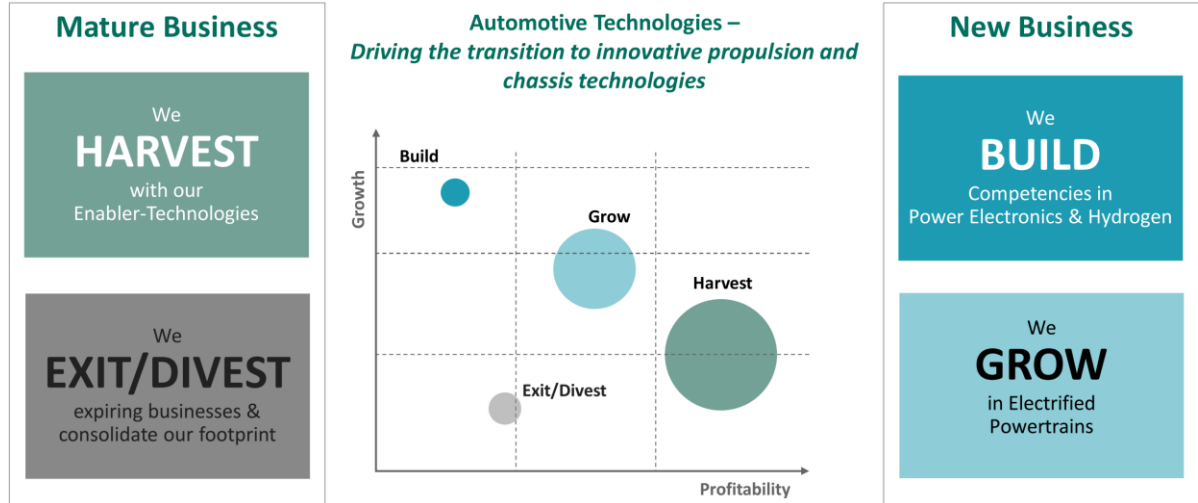 Mature Business
We
HARVEST
with our
Enabler-Technologies
We
EXIT/DIVEST
expiring businesses &
consolidate our footprint
Automotive Technologies –
Driving the transition to innovative propulsion and
chassis technologies
Growth
Build
Grow
Harvest
Exit/Divest
Profitability
New Business
We
BUILD
Competencies in
Power Electronics & Hydrogen
We
GROW
in Electrified
Powertrains